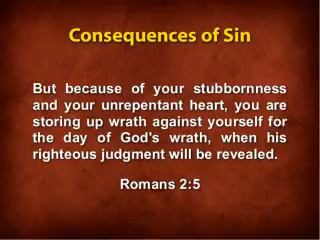 Consequences of Sin
But because of your stubbornness
and your unrepentant heart, you are
storing up wrath against yourself for
the day of God's wrath, when his
righteous judgment will be revealed.
Romans 2:5